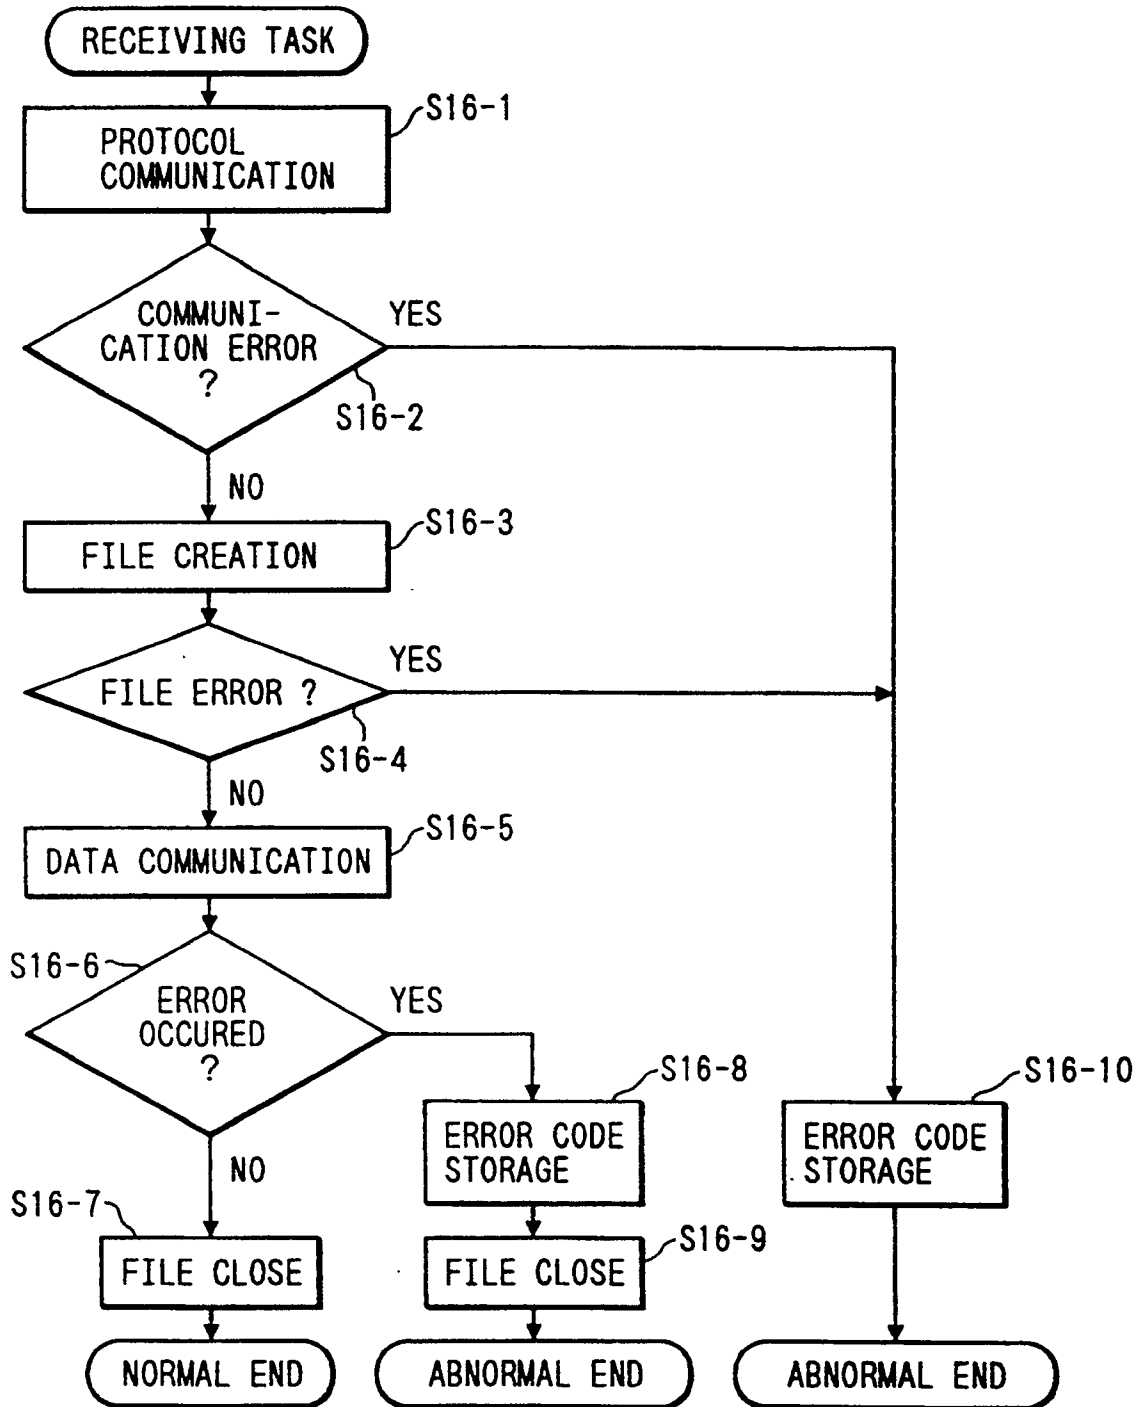 RECEIVING TASK
S16-1
PROTOCOL
COMMUNICATION
COMMUNI-
CATION ERROR
?
YES
S16-2
NO
S16-3
FILE CREATION
YES
FILE ERROR ?
S16-4
NO
S16-5
DATA COMMUNICATION
S16-6
ERROR
OCCURED
?
YES
S16-8
S16-10
ERROR CODE
STORAGE
ERROR CODE
STORAGE
NO
S16-7
FILE CLOSE
S16-9
FILE CLOSE
NORMAL END
ABNORMAL END
ABNORMAL END